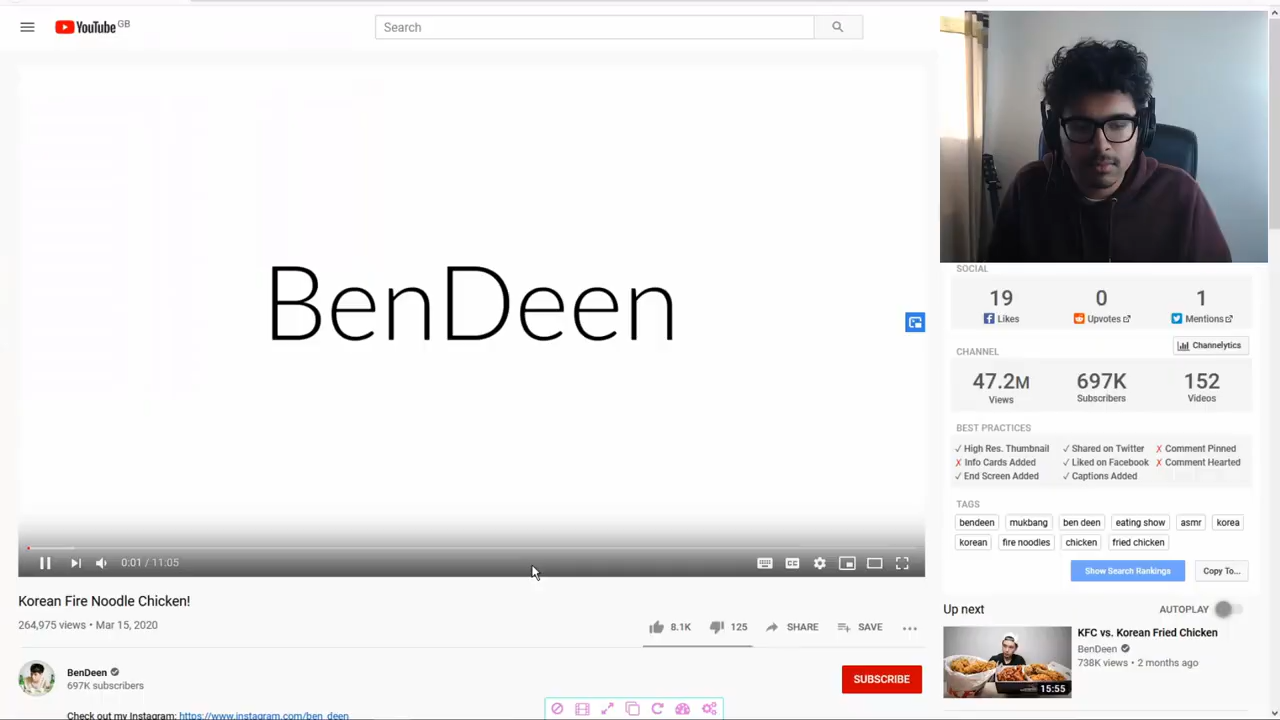 YouTube GB
Search
BenDeen
0:01 / 11:05
Korean Fire Noodle Chicken!
264,975 views • Mar 15, 2020
8.1K
125
SHARE
SAVE
BenDeen
697K subscribers
SUBSCRIBE
Check out my Instagram: https://www.instagram.com/ben_deen
SOCIAL
19 0 1
Likes Upvotes Mentions
CHANNEL
Channelytics
47.2M 697K 152
Views Subscribers Videos
BEST PRACTICES
✓ High Res. Thumbnail ✓ Shared on Twitter ✗ Comment Pinned
✗ Info Cards Added ✓ Liked on Facebook ✗ Comment Hearted
✓ End Screen Added ✓ Captions Added
TAGS
bendeen mukbang ben deen eating show asmr korea
korean fire noodles chicken fried chicken
Show Search Rankings Copy To...
Up next AUTOPLAY
KFC vs. Korean Fried Chicken
BenDeen
738K views • 2 months ago
15:55